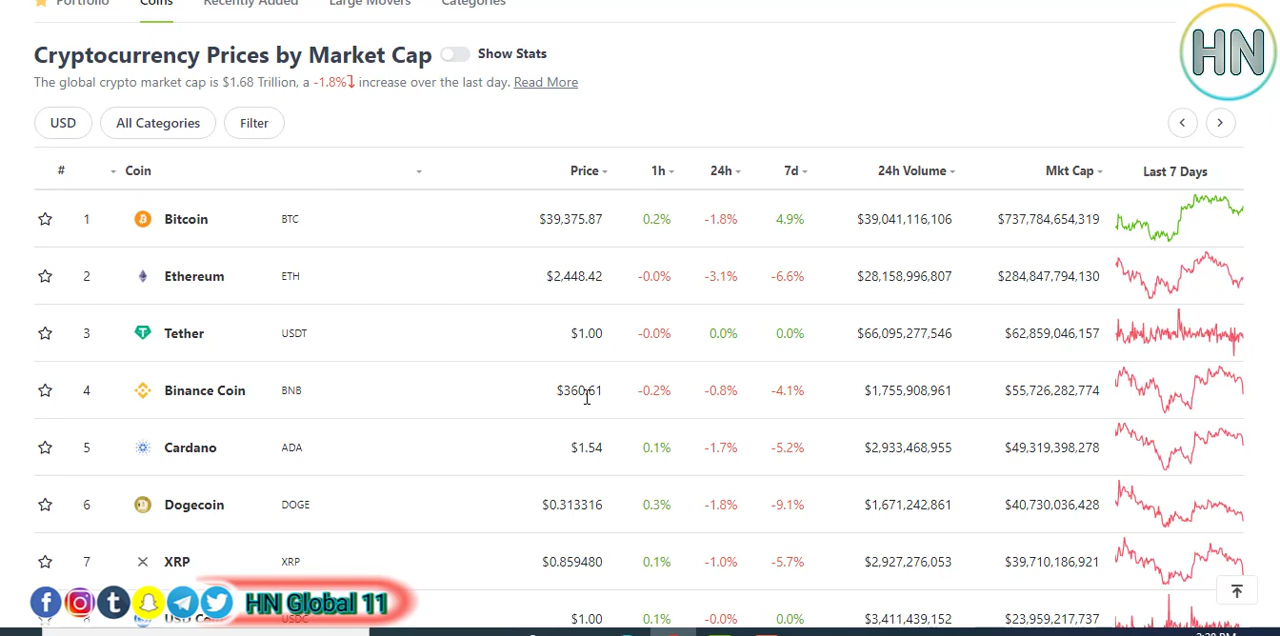 Portfolio Coins Recently Added Large Movers Categories
HN
Cryptocurrency Prices by Market Cap Show Stats
The global crypto market cap is $1.68 Trillion, a -1.8% increase over the last day. Read More
USD All Categories Filter
# Coin Price 1h 24h 7d 24h Volume Mkt Cap Last 7 Days
1 Bitcoin BTC $39,375.87 0.2% -1.8% 4.9% $39,041,116,106 $737,784,654,319
2 Ethereum ETH $2,448.42 -0.0% -3.1% -6.6% $28,158,996,807 $284,847,794,130
3 Tether USDT $1.00 -0.0% 0.0% 0.0% $66,095,277,546 $62,859,046,157
4 Binance Coin BNB $360.61 -0.2% -0.8% -4.1% $1,755,908,961 $55,726,282,774
5 Cardano ADA $1.54 0.1% -1.7% -5.2% $2,933,468,955 $49,319,398,278
6 Dogecoin DOGE $0.313316 0.3% -1.8% -9.1% $1,671,242,861 $40,730,036,428
7 XRP XRP $0.859480 0.1% -1.0% -5.7% $2,927,276,053 $39,710,186,921
HN Global 11
8 USD USDC $1.00 0.1% -0.0% 0.0% $3,411,439,152 $23,959,217,737